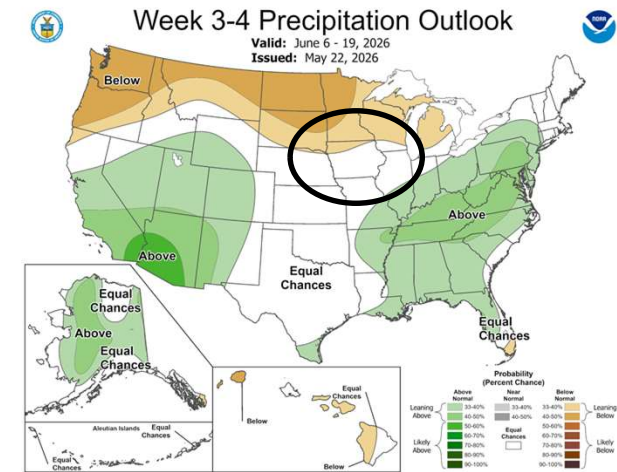 Week 3-4 Precipitation Outlook
Valid: June 6 - 19, 2026
Issued: May 22, 2026
NOAA
Below
Above
Above
Equal
Chances
Equal
Chances
Equal
Chances
Above
Equal
Chances
Aleutian Islands
Equal
Chances
Equal
Chances
Below
Equal
Chances
Below
Probability
(Percent Chance)
Above
Normal
Near
Normal
Below
Normal
Leaning
Above
33-40%
40-50%
33-40%
40-50%
33-40%
40-50%
Leaning
Below
Likely
Above
50-60%
60-70%
70-80%
80-90%
90-100%
Equal
Chances
50-60%
60-70%
70-80%
80-90%
90-100%
Likely
Below